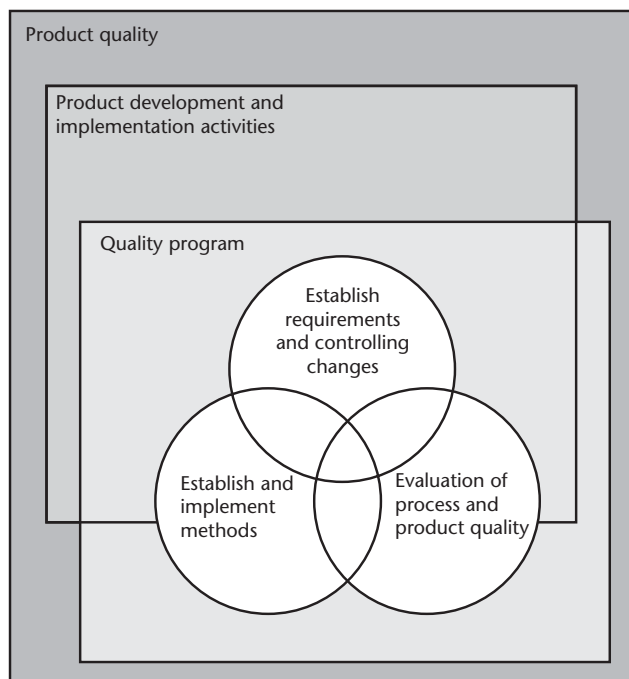 Product quality
Product development and
implementation activities
Quality program
Establish
requirements
and controlling
changes
Establish and
implement
methods
Evaluation of
process and
product quality